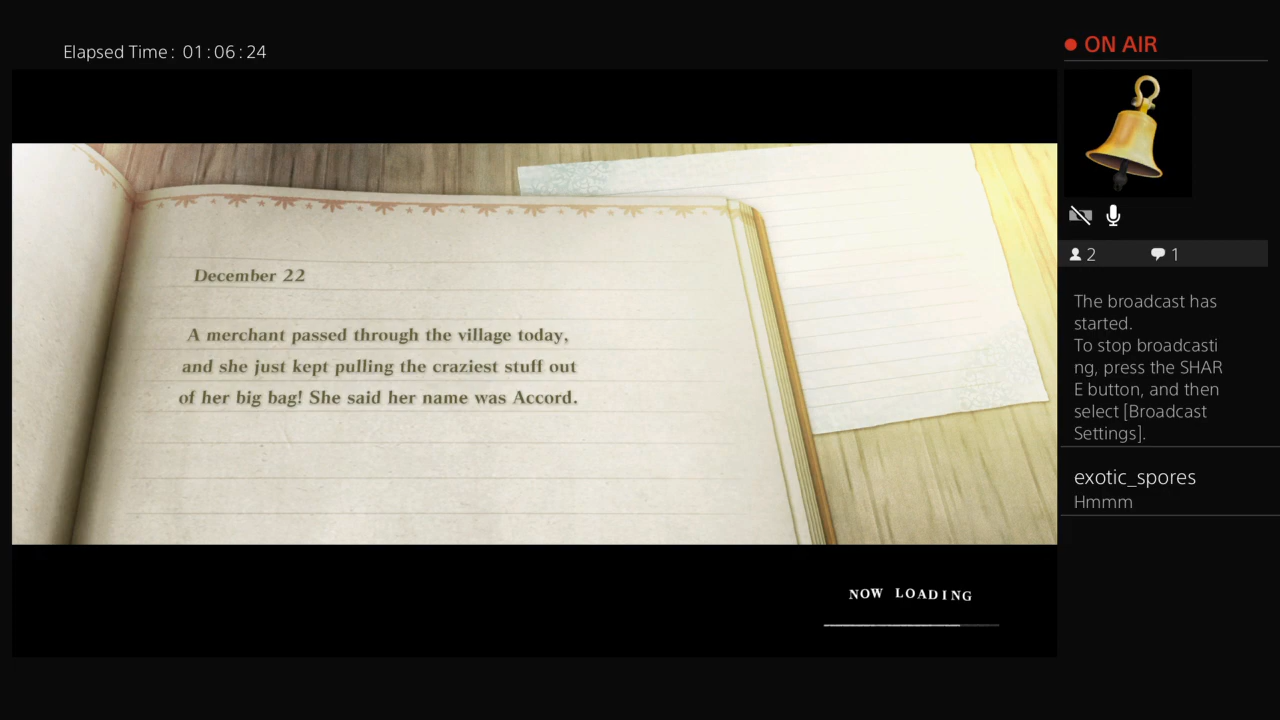 Elapsed Time: 01:06:24
ON AIR
2
1
December 22
A merchant passed through the village today,
and she just kept pulling the craziest stuff out
of her big bag! She said her name was Accord.
The broadcast has
started.
To stop broadcasti
ng, press the SHAR
E button, and then
select [Broadcast
Settings].
exotic_spores
Hmmm
NOW LOADING